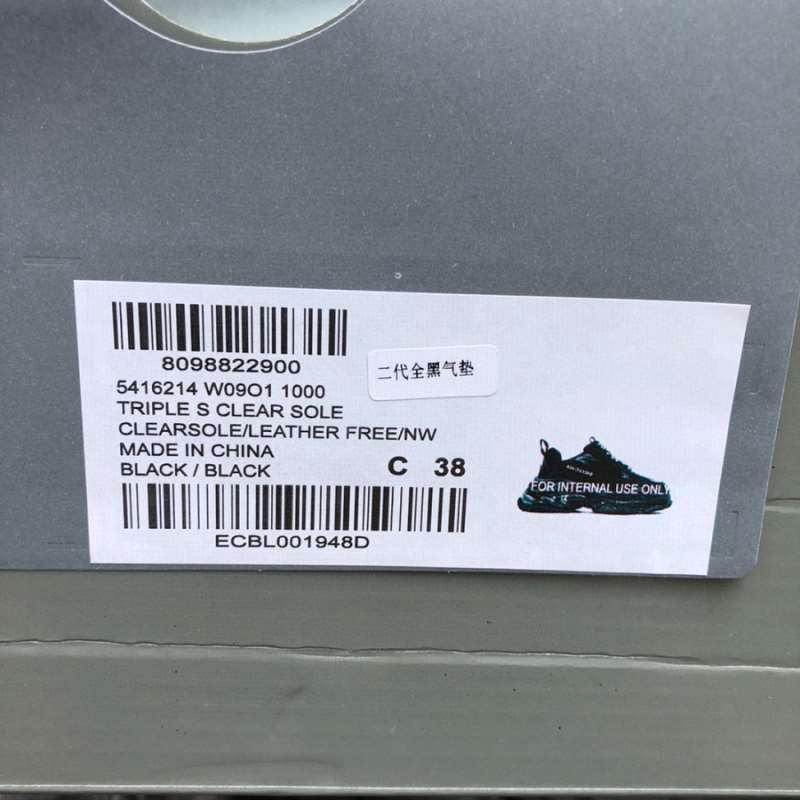 8098822900
5416214 W09O1 1000
TRIPLE S CLEAR SOLE
CLEARSOLE/LEATHER FREE/NW
MADE IN CHINA
BLACK / BLACK
C 38
ECBL001948D
二代全黑气垫
FOR INTERNAL USE ONLY